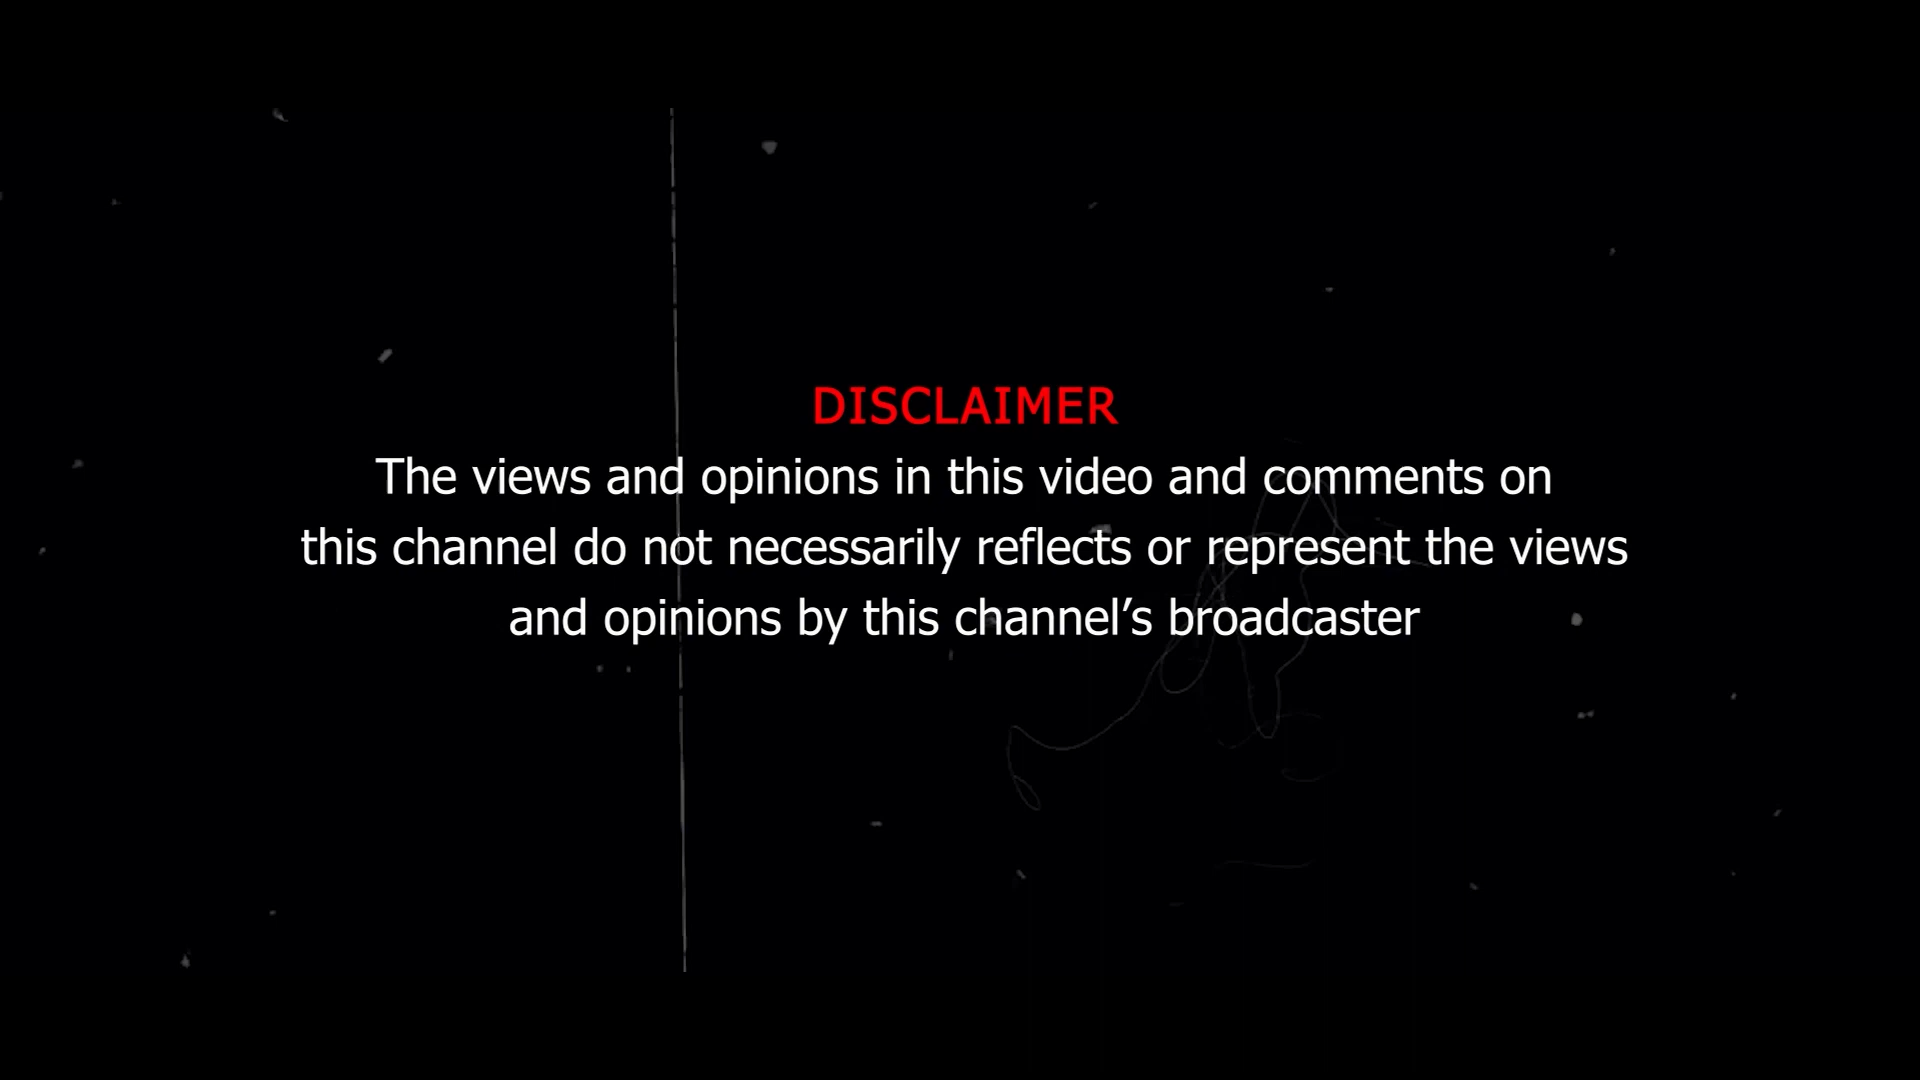 DISCLAIMER
The views and opinions in this video and comments on
this channel do not necessarily reflects or represent the views
and opinions by this channel’s broadcaster